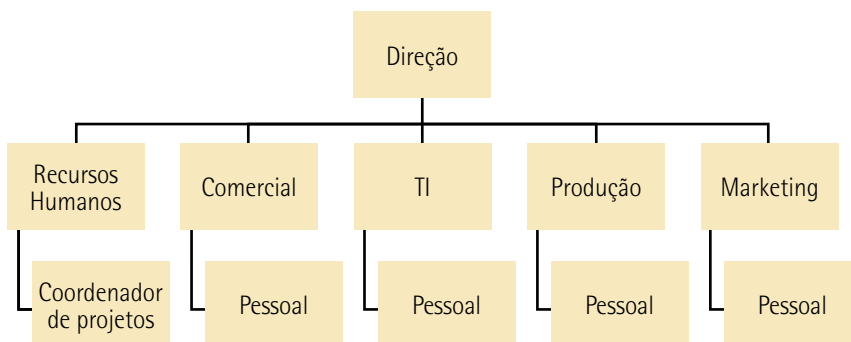 Direção
Recursos
Humanos
Comercial
TI
Produção
Marketing
Coordenador
de projetos
Pessoal
Pessoal
Pessoal
Pessoal